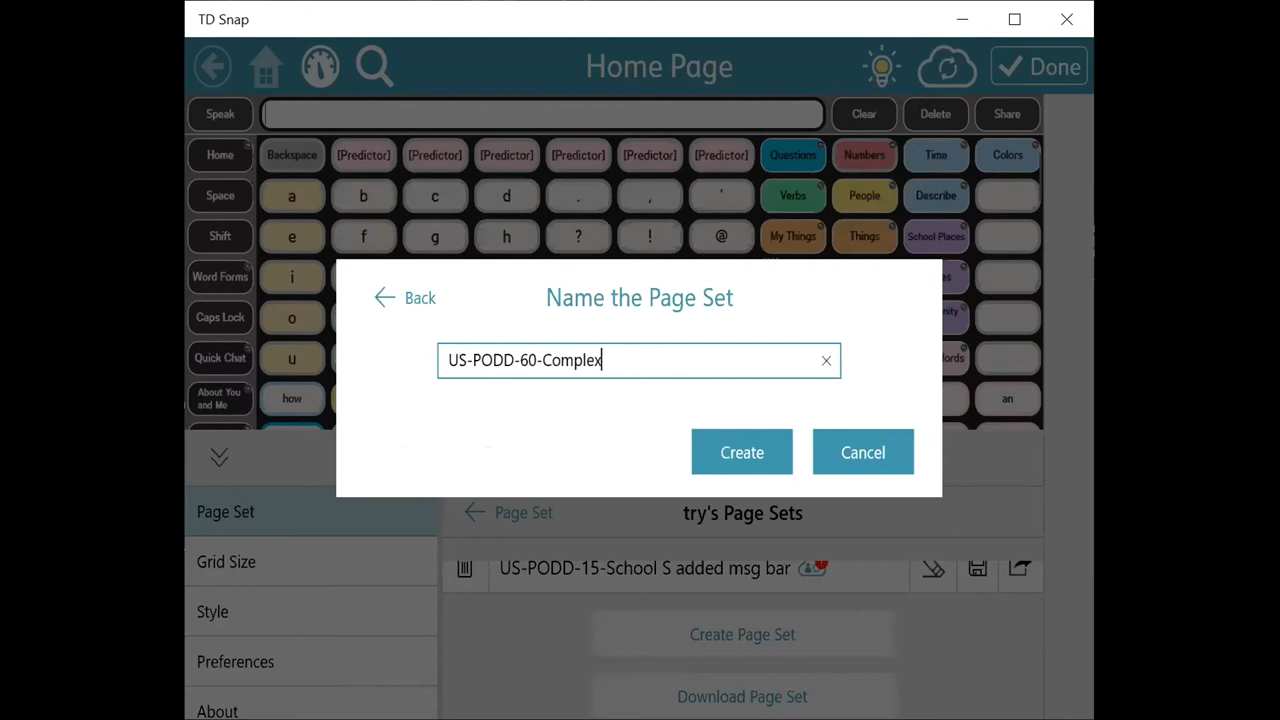 TD Snap
Home Page
Done
Speak
Clear
Delete
Share
Home
Backspace
[Predictor]
[Predictor]
[Predictor]
[Predictor]
[Predictor]
[Predictor]
Questions
Numbers
Time
Colors
Space
a
b
c
d
.
,
'
Verbs
People
Describe
Shift
e
f
g
h
?
!
@
My Things
Things
School Places
Word Forms
i
Caps Lock
o
Quick Chat
u
About You
and Me
how
an
Back
Name the Page Set
US-PODD-60-Complex
Create
Cancel
Page Set
Grid Size
Style
Preferences
About
Page Set
try's Page Sets
US-PODD-15-School S added msg bar
Create Page Set
Download Page Set